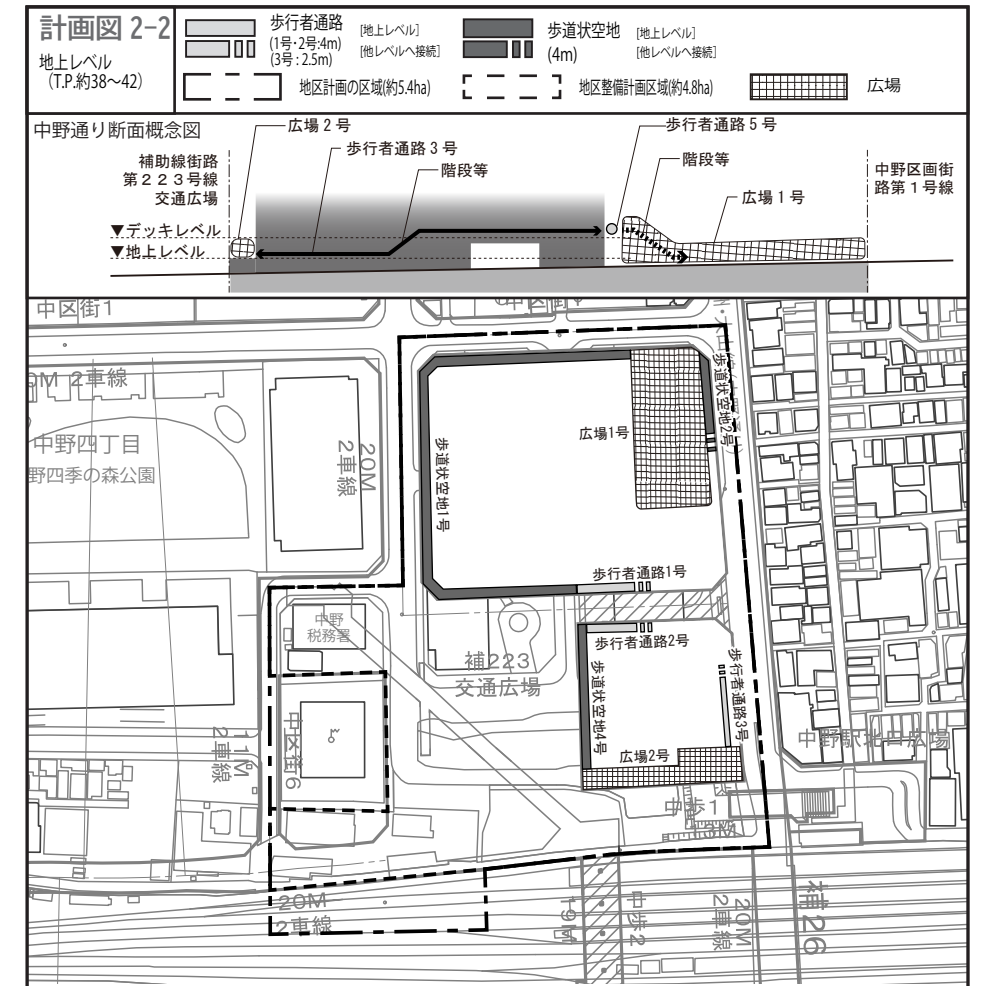 計画図 2-2
地上レベル
(T.P.約38～42)
歩行者通路
(1号・2号:4m)
(3号：2.5m)
[地上レベル]
[他レベルへ接続]
歩道状空地
(4m)
[地上レベル]
[他レベルへ接続]
地区計画の区域(約5.4ha)
地区整備計画区域(約4.8ha)
広場
中野通り断面概念図
広場２号
歩行者通路５号
補助線街路
第２２３号線
交通広場
歩行者通路３号
階段等
階段等
中野区画街
路第１号線
広場１号
▼デッキレベル
▼地上レベル
中区街1
2車線
中野四丁目
野四季の森公園
20M
2車線
歩道状空地1号
広場1号
歩道状空地2号
歩行者通路1号
中野
税務署
歩行者通路2号
補223
交通広場
歩道状空地4号
歩行者通路3号
広場2号
中区街6
11M
2車線
中野駅北口広場
中歩1
20M
2車線
19M
中歩2
20M
2車線
補26